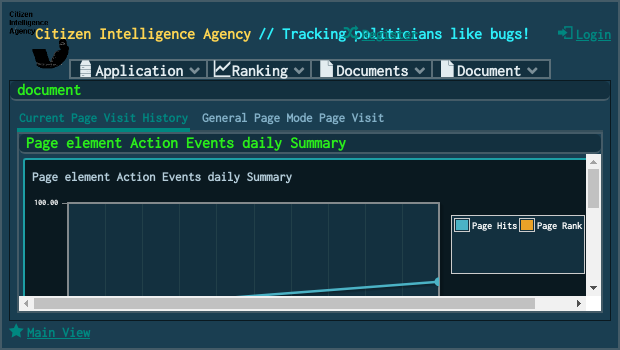 Citizen
Intelligence
Agency
Citizen Intelligence Agency // Tracking politicians like bugs!
Register
Login
Application
Ranking
Documents
Document
document
Current Page Visit History
General Page Mode Page Visit
Page element Action Events daily Summary
Page element Action Events daily Summary
100.00
Page Hits
Page Rank
Main View